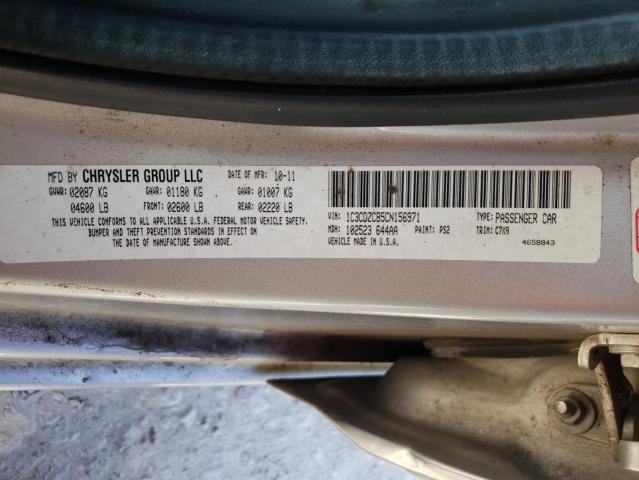 MFD BY CHRYSLER GROUP LLC DATE OF MFR 10-11
GVWR: 02087 KG GAWR: 01180 KG GAWR: 01007 KG
04600 LB FRONT: 02600 LB REAR: 02220 LB
THIS VEHICLE CONFORMS TO ALL APPLICABLE U.S.A. FEDERAL MOTOR VEHICLE SAFETY,
BUMPER AND THEFT PREVENTION STANDARDS IN EFFECT ON
THE DATE OF MANUFACTURE SHOWN ABOVE.
VIN: 1C3CDZCB5CN156971 TYPE: PASSENGER CAR
MDH: 102523 644AA PAINT: PS2 TRIM: C7X9
MADE IN U.S.A. 4658843